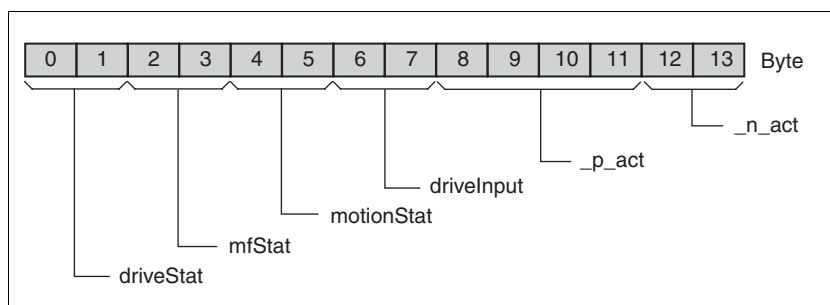 0 1 2 3 4 5 6 7 8 9 10 11 12 13 Byte
_n_act
_p_act
driveInput
motionStat
mfStat
driveStat